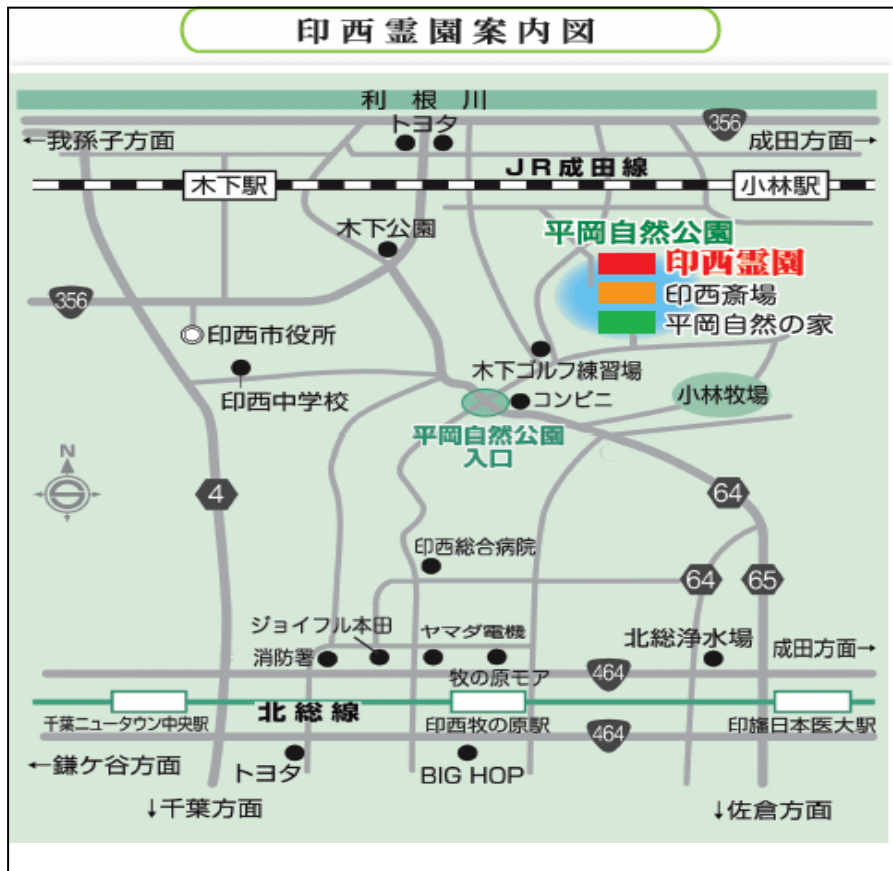 印西霊園案内図
利根川
トヨタ
356
←我孫子方面
成田方面→
JR成田線
木下駅
小林駅
木下公園
平岡自然公園
印西霊園
印西斎場
平岡自然の家
356
印西市役所
木下ゴルフ練習場
印西中学校
コンビニ
小林牧場
平岡自然公園
入口
N
4
64
印西総合病院
64
65
ジョイフル本田
ヤマダ電機
消防署
北総浄水場
成田方面→
牧の原モア
464
北総線
千葉ニュータウン中央駅
印西牧の原駅
印旛日本医大駅
464
←鎌ケ谷方面
トヨタ
BIG HOP
↓千葉方面
↓佐倉方面